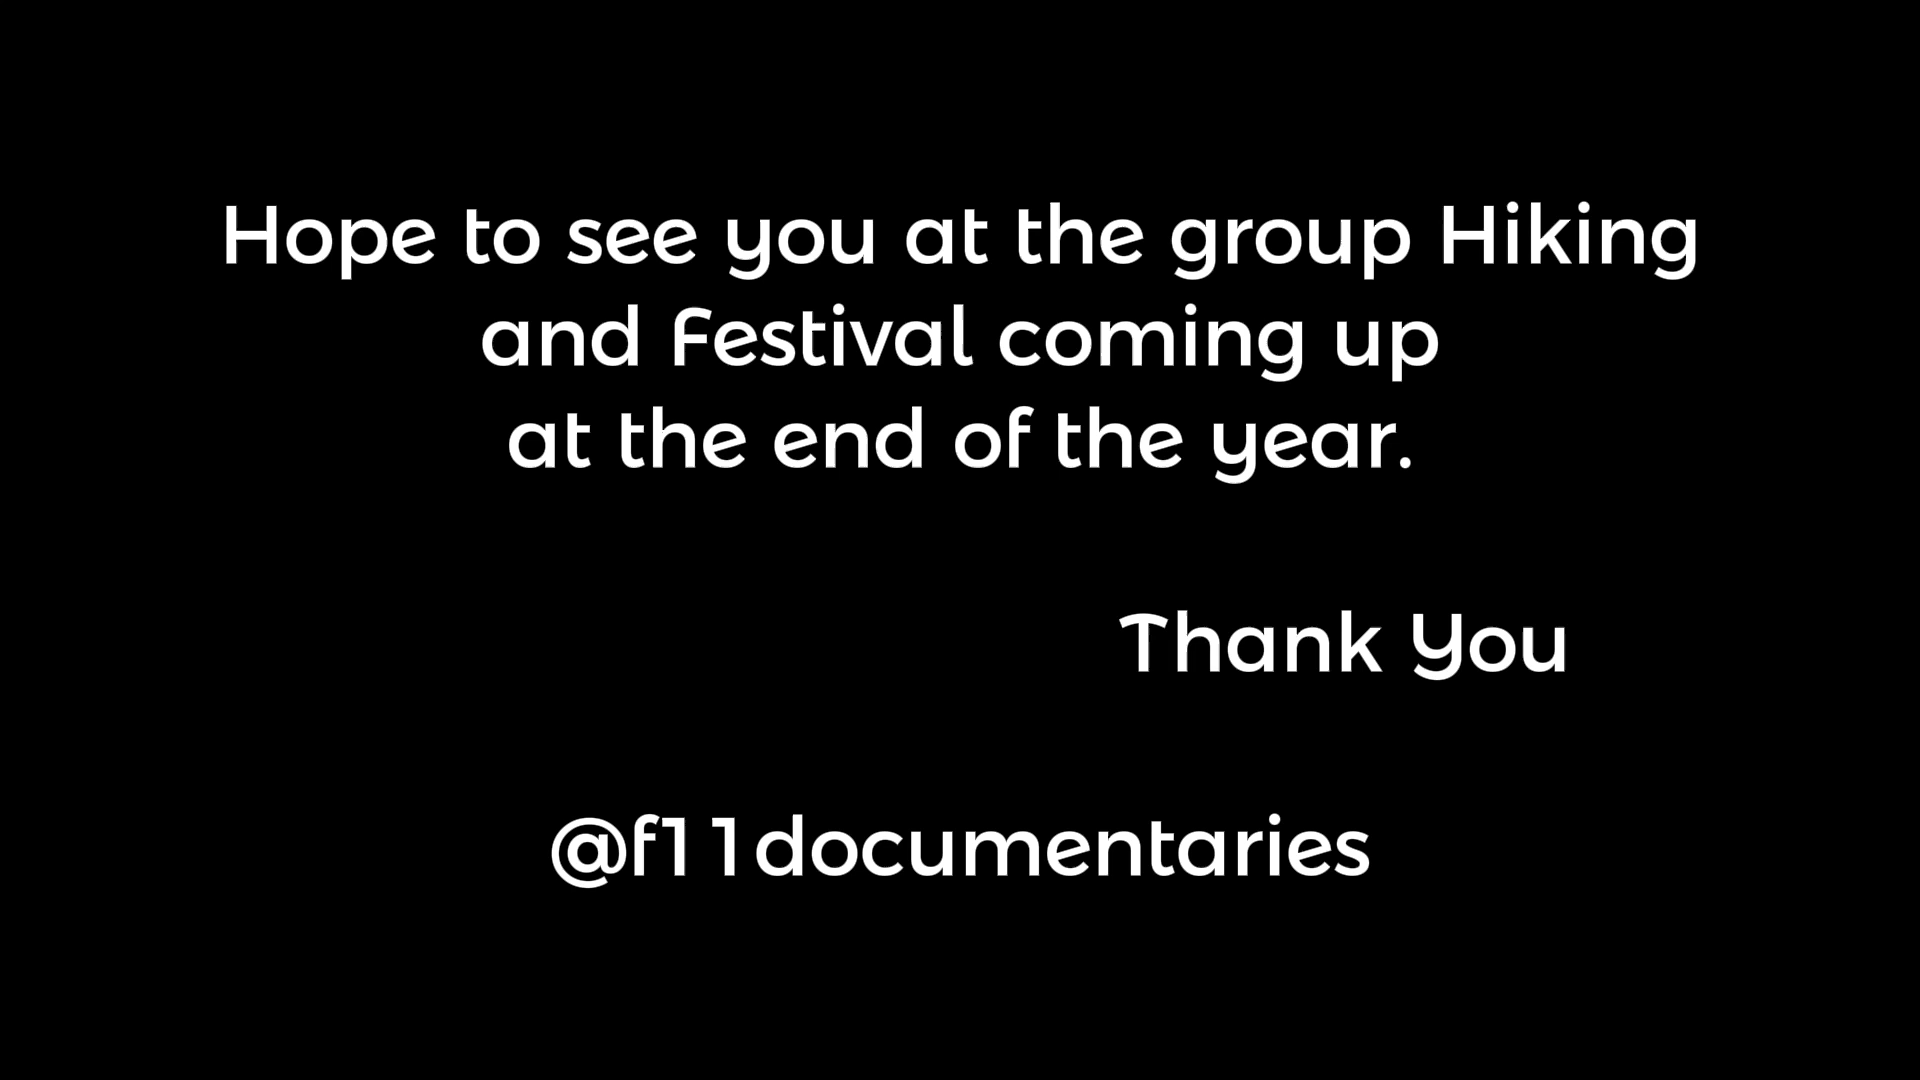 Hope to see you at the group Hiking
and Festival coming up
at the end of the year.
Thank You
@f11documentaries